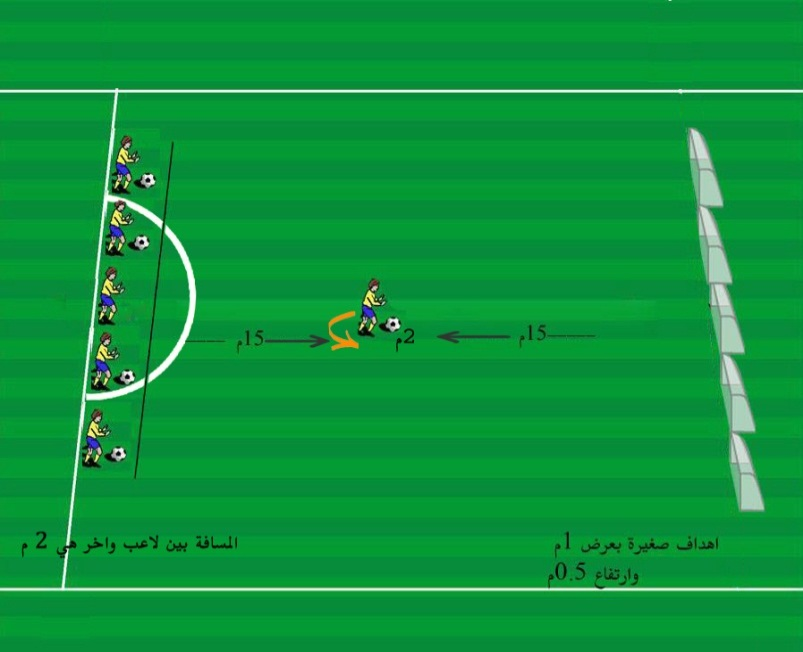 15م
2م
15م
المسافة بين لاعب واخر هي 2 م
اهداف صغيرة بعرض 1م
وارتفاع 0.5م